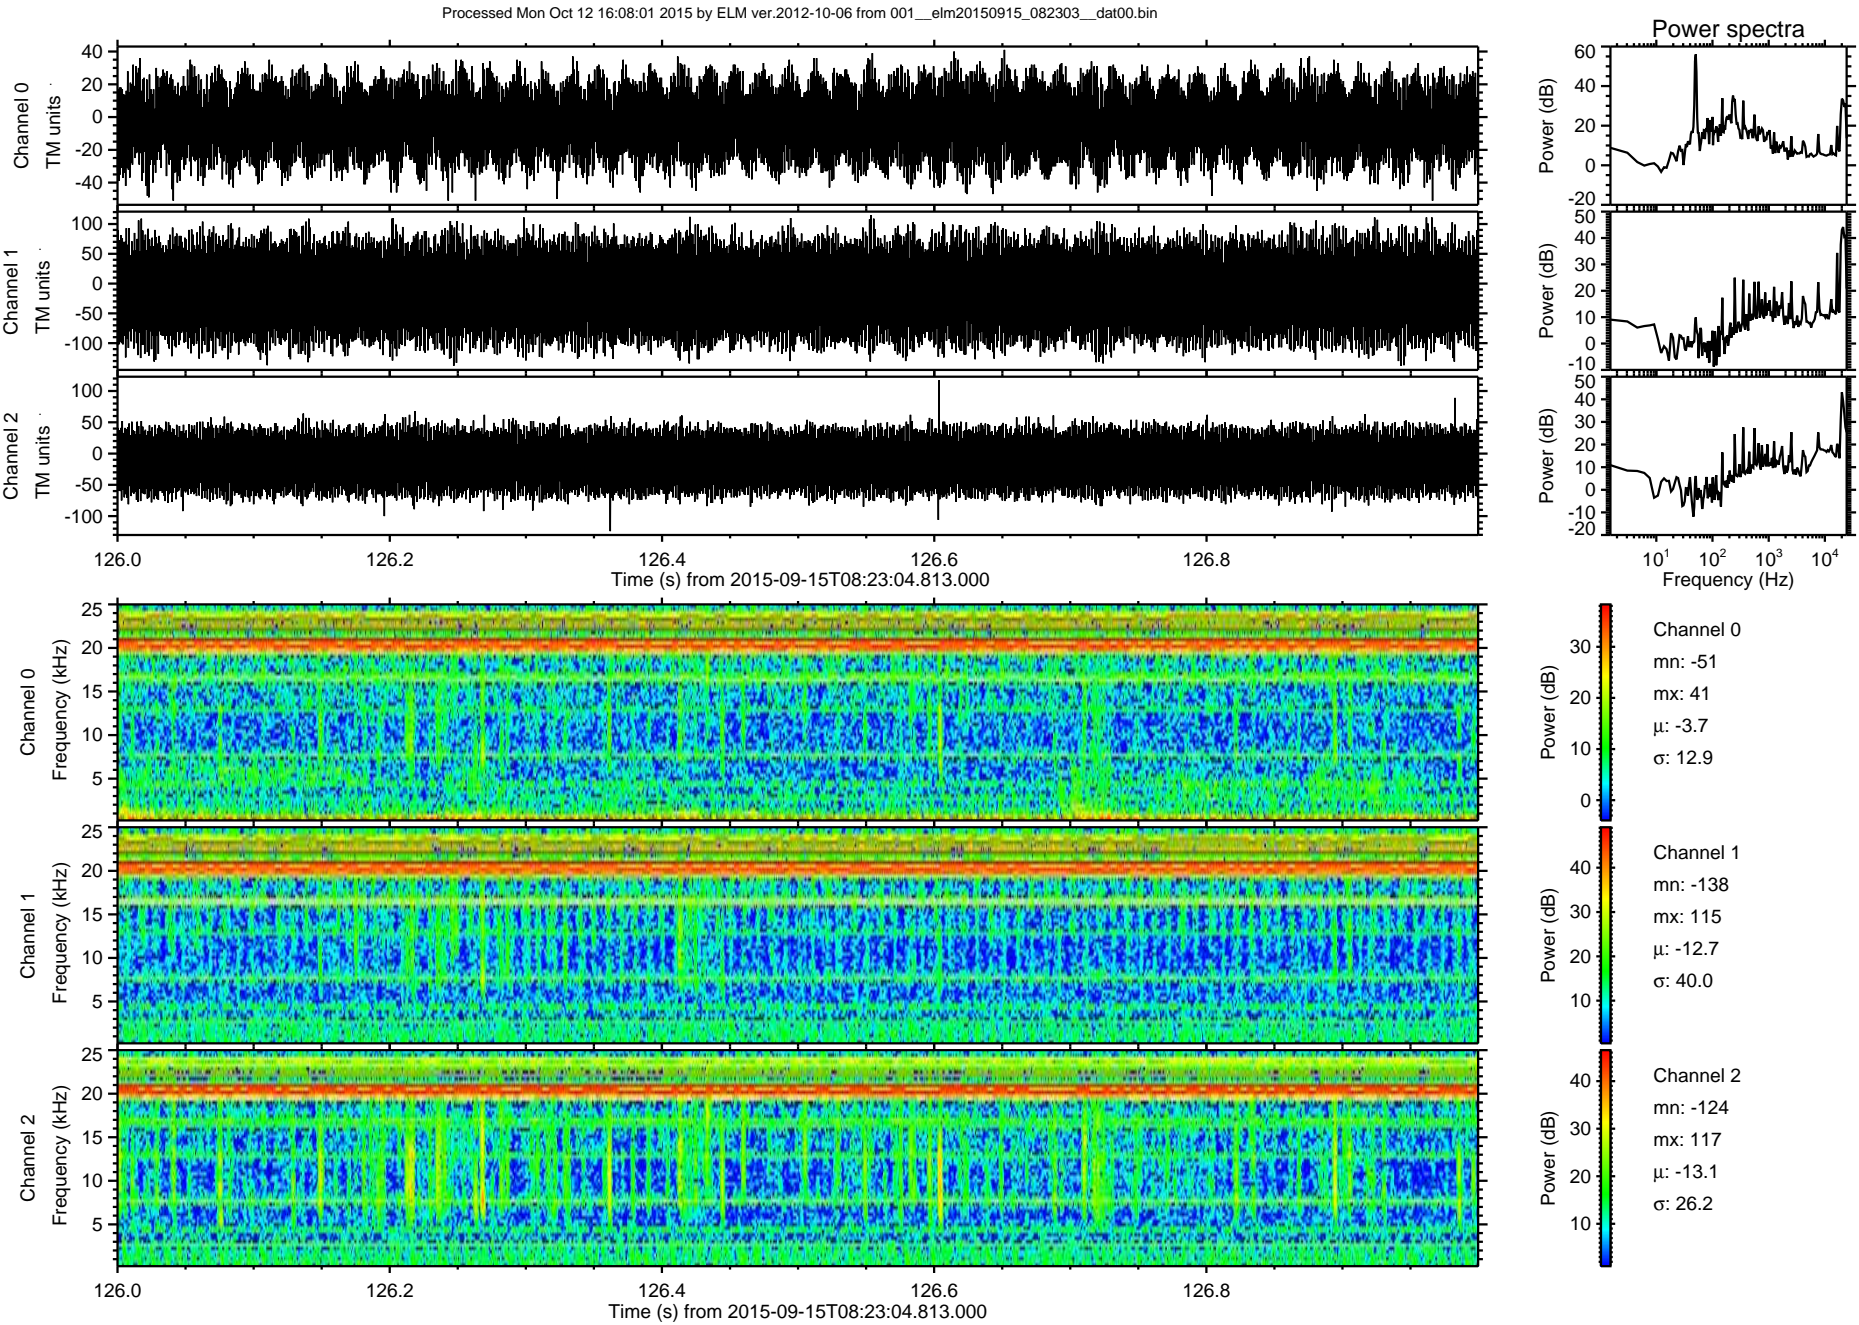 Processed Mon Oct 12 16:08:01 2015 by ELM ver.2012-10-06 from 001__elm20150915_082303__dat00.bin
Power spectra
Channel 0
TM units
40
20
0
-20
-40
Power (dB)
60
40
20
0
-20
Channel 1
TM units
100
50
0
-50
-100
Power (dB)
50
40
30
20
10
0
-10
Channel 2
TM units
100
50
0
-50
-100
Power (dB)
50
40
30
20
10
0
-10
-20
126.0 126.2 126.4 126.6 126.8
Time (s) from 2015-09-15T08:23:04.813.000
10¹ 10² 10³ 10⁴
Frequency (Hz)
Channel 0
Frequency (kHz)
25
20
15
10
5
Power (dB)
30
20
10
0
Channel 0
mn: -51
mx: 41
μ: -3.7
σ: 12.9
Channel 1
Frequency (kHz)
25
20
15
10
5
Power (dB)
40
30
20
10
Channel 1
mn: -138
mx: 115
μ: -12.7
σ: 40.0
Channel 2
Frequency (kHz)
25
20
15
10
5
Power (dB)
40
30
20
10
Channel 2
mn: -124
mx: 117
μ: -13.1
σ: 26.2
126.0 126.2 126.4 126.6 126.8
Time (s) from 2015-09-15T08:23:04.813.000